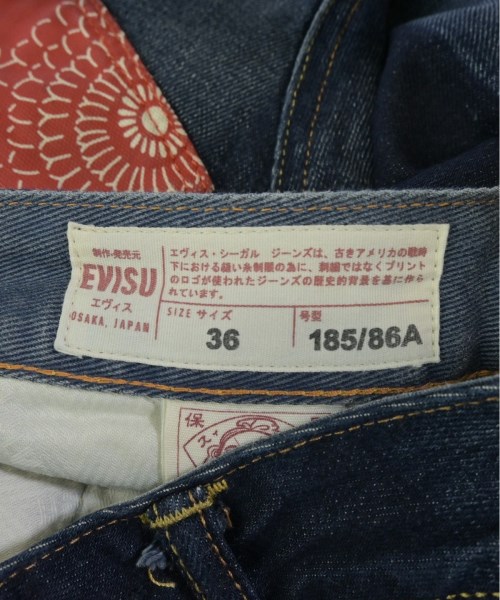 制作・発売元
EVISU
エヴィス
OSAKA, JAPAN
エヴィス・シーガル ジーンズは、古きアメリカの戦時
下における縫い糸制限の為に、刺繍ではなくプリント
のロゴが使われたジーンズの歴史的背景を基に作ら
れています。
SIZE サイズ
36
号型
185/86A
保